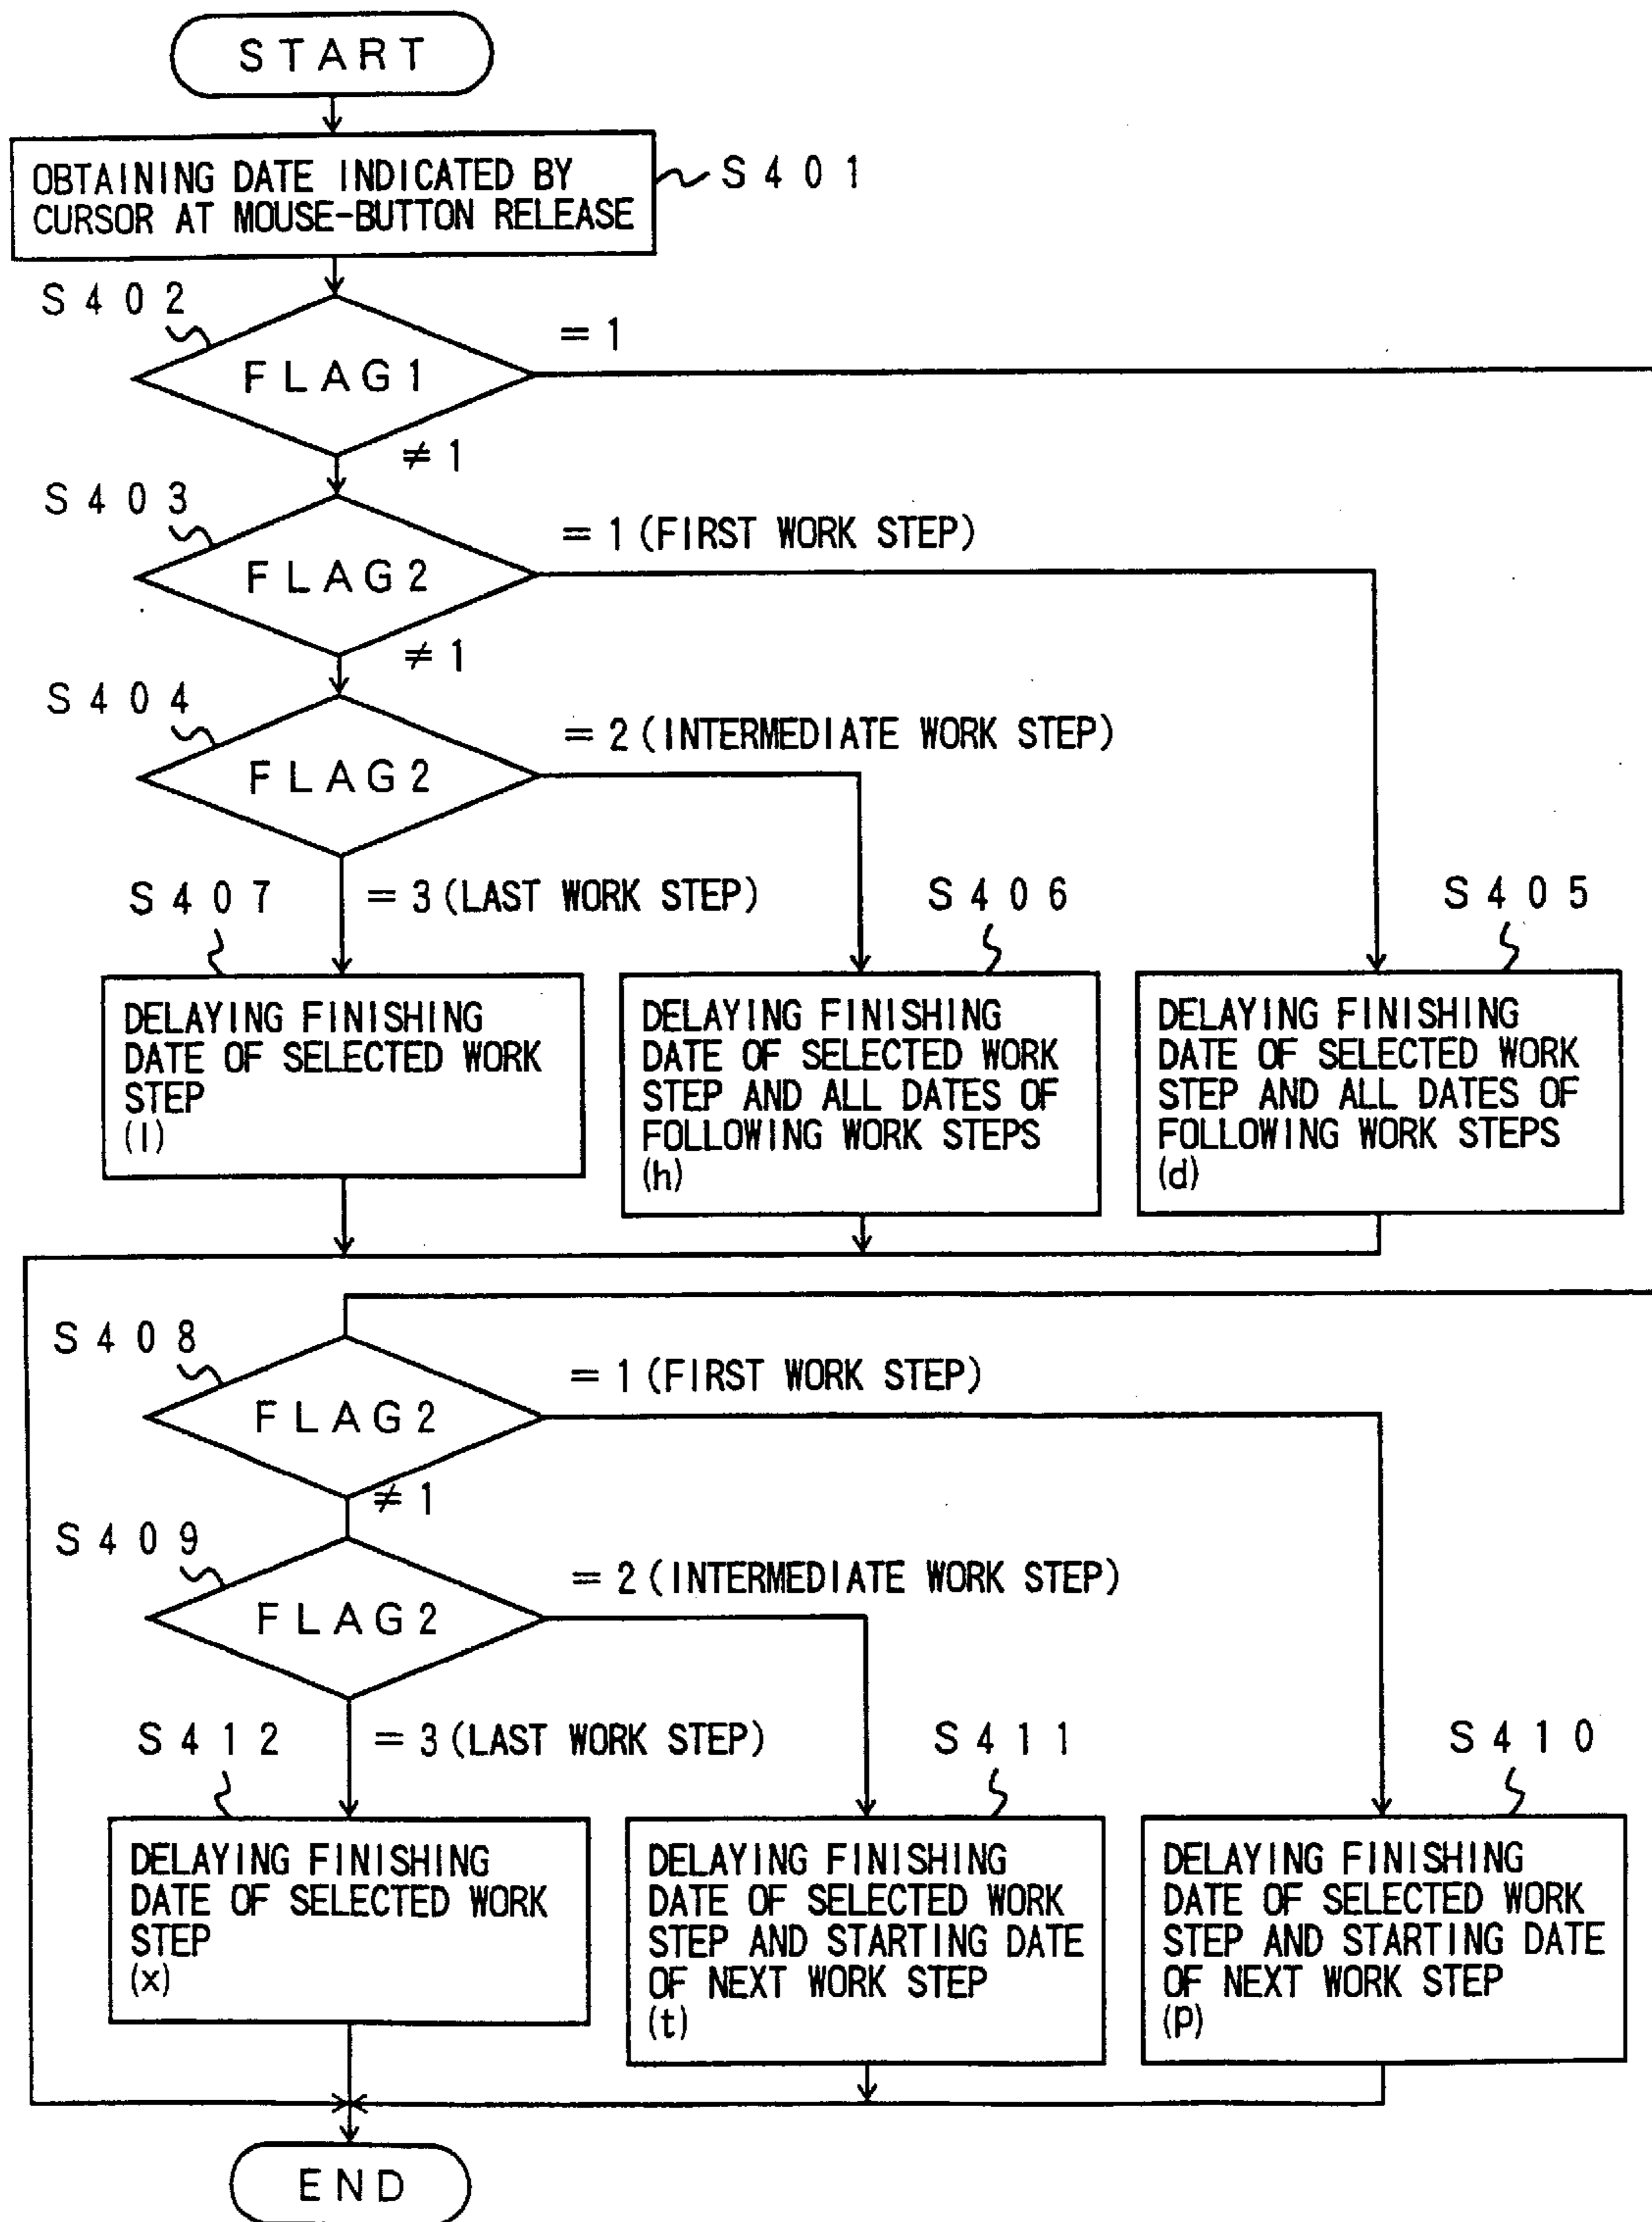 START
OBTAINING DATE INDICATED BY
CURSOR AT MOUSE-BUTTON RELEASE
S401
S402
FLAG1
=1
≠1
S403
FLAG2
=1(FIRST WORK STEP)
≠1
S404
FLAG2
=2(INTERMEDIATE WORK STEP)
S407
=3(LAST WORK STEP)
S406
S405
DELAYING FINISHING
DATE OF SELECTED WORK
STEP
(l)
DELAYING FINISHING
DATE OF SELECTED WORK
STEP AND ALL DATES OF
FOLLOWING WORK STEPS
(h)
DELAYING FINISHING
DATE OF SELECTED WORK
STEP AND ALL DATES OF
FOLLOWING WORK STEPS
(d)
S408
FLAG2
=1(FIRST WORK STEP)
≠1
S409
FLAG2
=2(INTERMEDIATE WORK STEP)
S412
=3(LAST WORK STEP)
S411
S410
DELAYING FINISHING
DATE OF SELECTED WORK
STEP
(x)
DELAYING FINISHING
DATE OF SELECTED WORK
STEP AND STARTING DATE
OF NEXT WORK STEP
(t)
DELAYING FINISHING
DATE OF SELECTED WORK
STEP AND STARTING DATE
OF NEXT WORK STEP
(p)
END